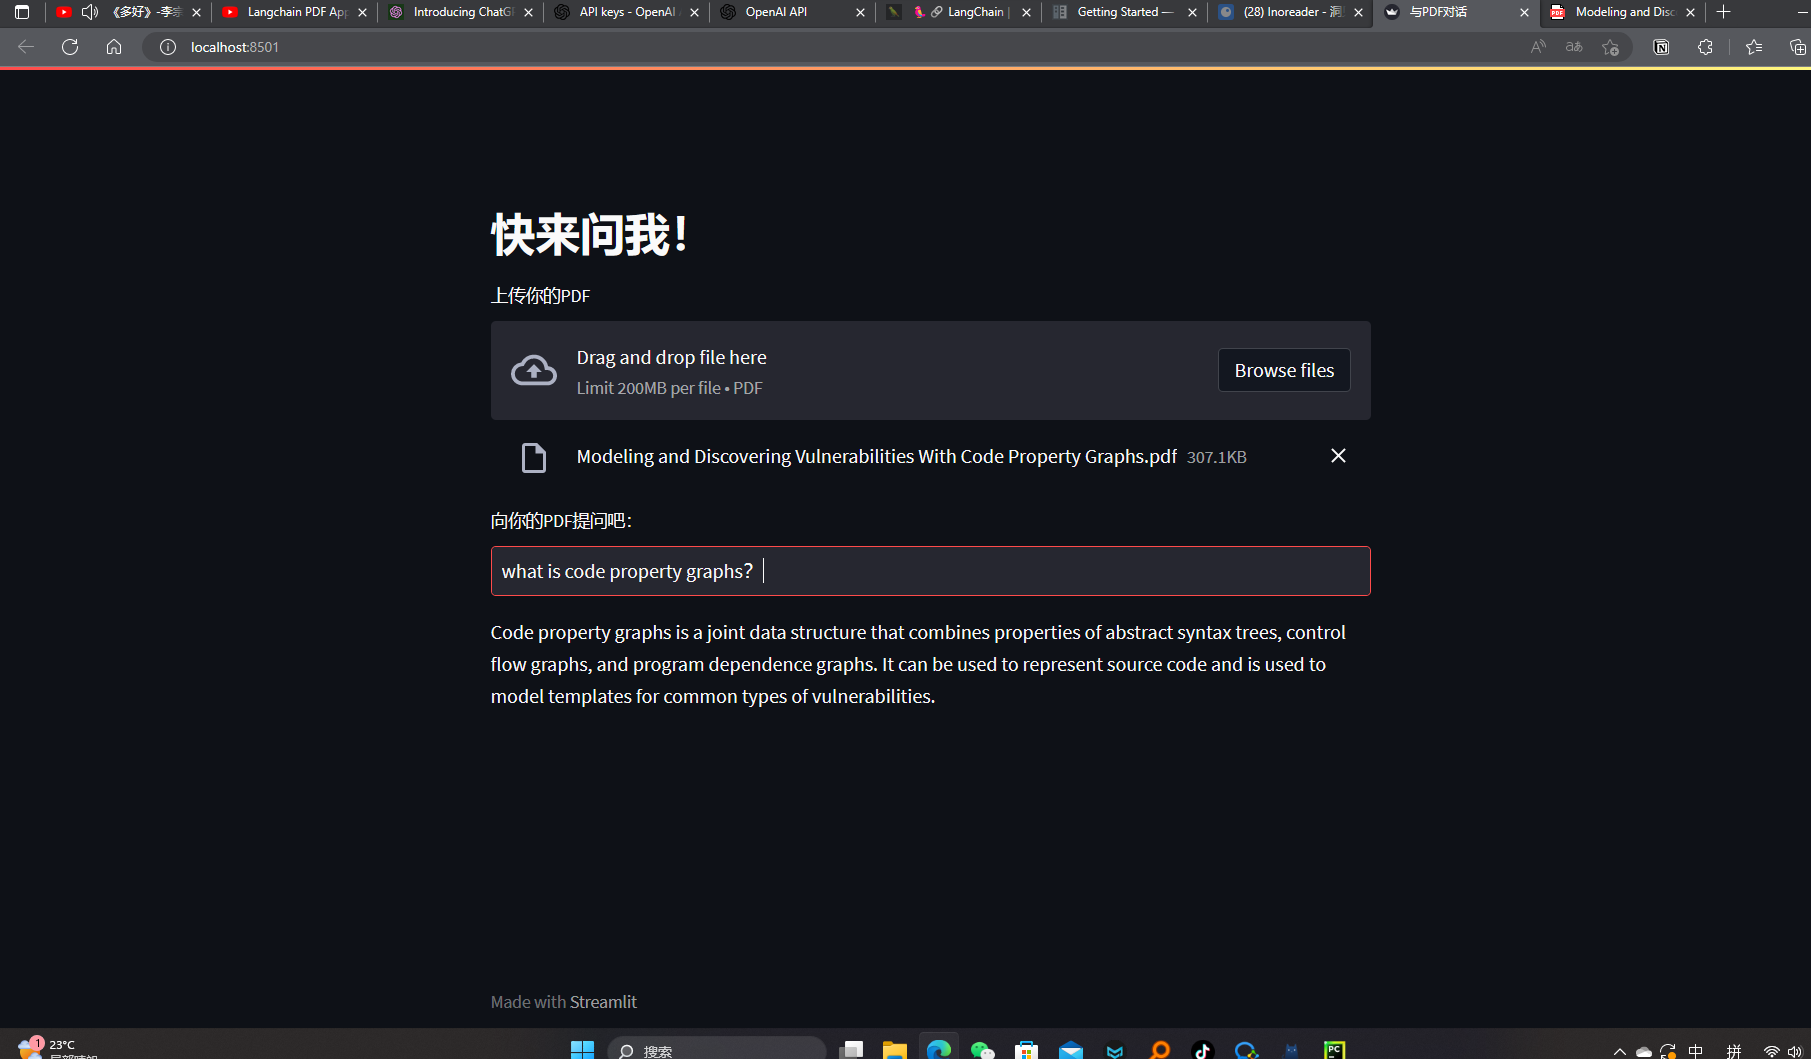 《多好》-李宗
Langchain PDF App
Introducing ChatGP
API keys - OpenAI A
OpenAI API
LangChain |
Getting Started —
(28) Inoreader - 洞
与PDF对话
Modeling and Disc
localhost:8501
快来问我！
上传你的PDF
Drag and drop file here
Limit 200MB per file • PDF
Browse files
Modeling and Discovering Vulnerabilities With Code Property Graphs.pdf 307.1KB
向你的PDF提问吧：
what is code property graphs？
Code property graphs is a joint data structure that combines properties of abstract syntax trees, control
flow graphs, and program dependence graphs. It can be used to represent source code and is used to
model templates for common types of vulnerabilities.
Made with Streamlit
1
23°C
搜索
中
拼